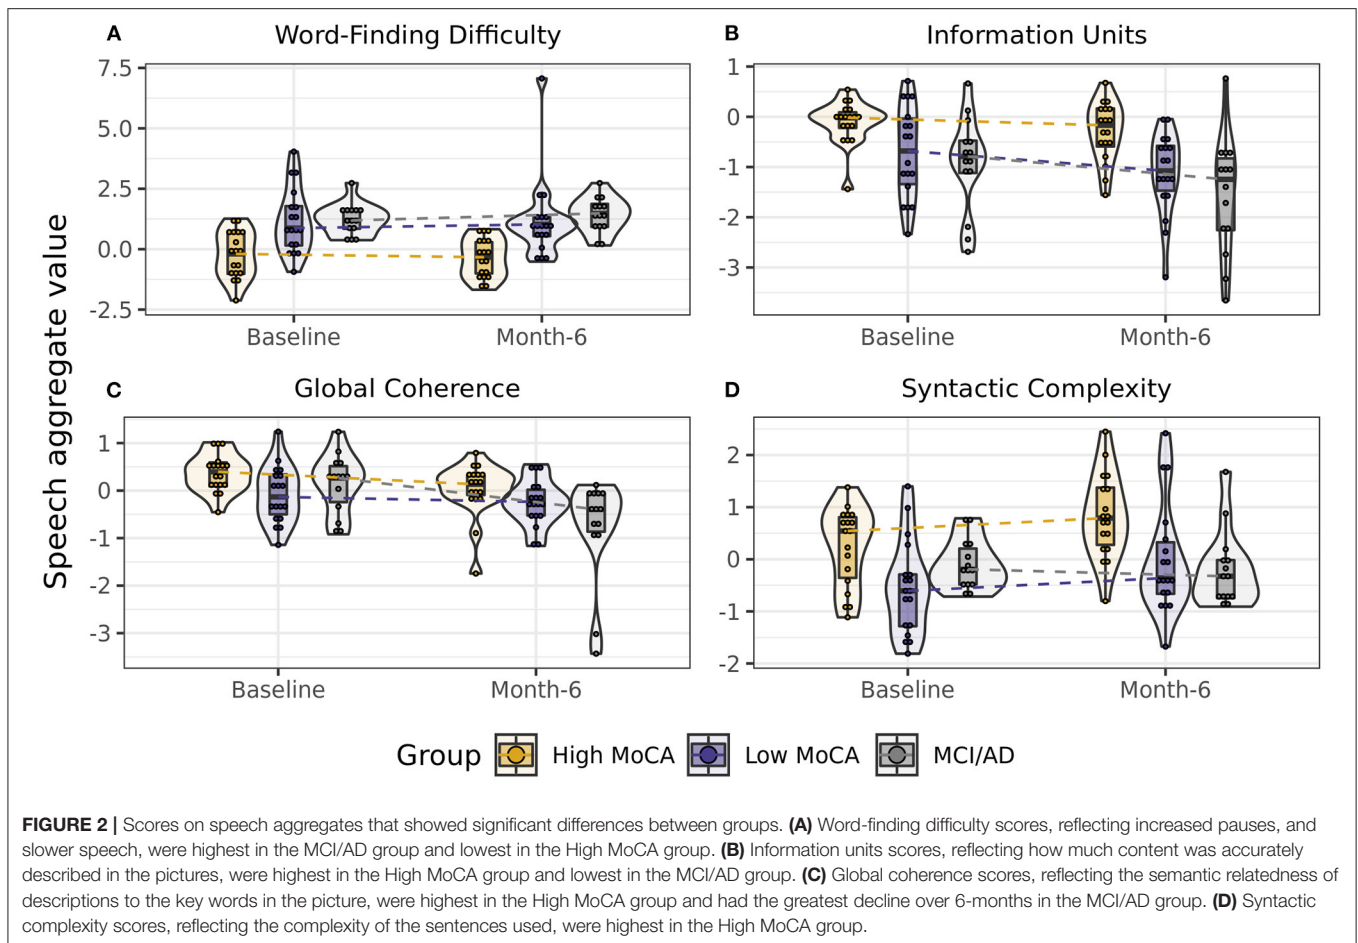 A
Word-Finding Difficulty
7.5
5.0
2.5
0.0
-2.5
Baseline
Month-6
B
Information Units
1
0
-1
-2
-3
Baseline
Month-6
Speech aggregate value
C
Global Coherence
1
0
-1
-2
-3
Baseline
Month-6
D
Syntactic Complexity
2
1
0
-1
-2
Baseline
Month-6
Group High MoCA Low MoCA MCI/AD
FIGURE 2 | Scores on speech aggregates that showed significant differences between groups. (A) Word-finding difficulty scores, reflecting increased pauses, and
slower speech, were highest in the MCI/AD group and lowest in the High MoCA group. (B) Information units scores, reflecting how much content was accurately
described in the pictures, were highest in the High MoCA group and lowest in the MCI/AD group. (C) Global coherence scores, reflecting the semantic relatedness of
descriptions to the key words in the picture, were highest in the High MoCA group and had the greatest decline over 6-months in the MCI/AD group. (D) Syntactic
complexity scores, reflecting the complexity of the sentences used, were highest in the High MoCA group.